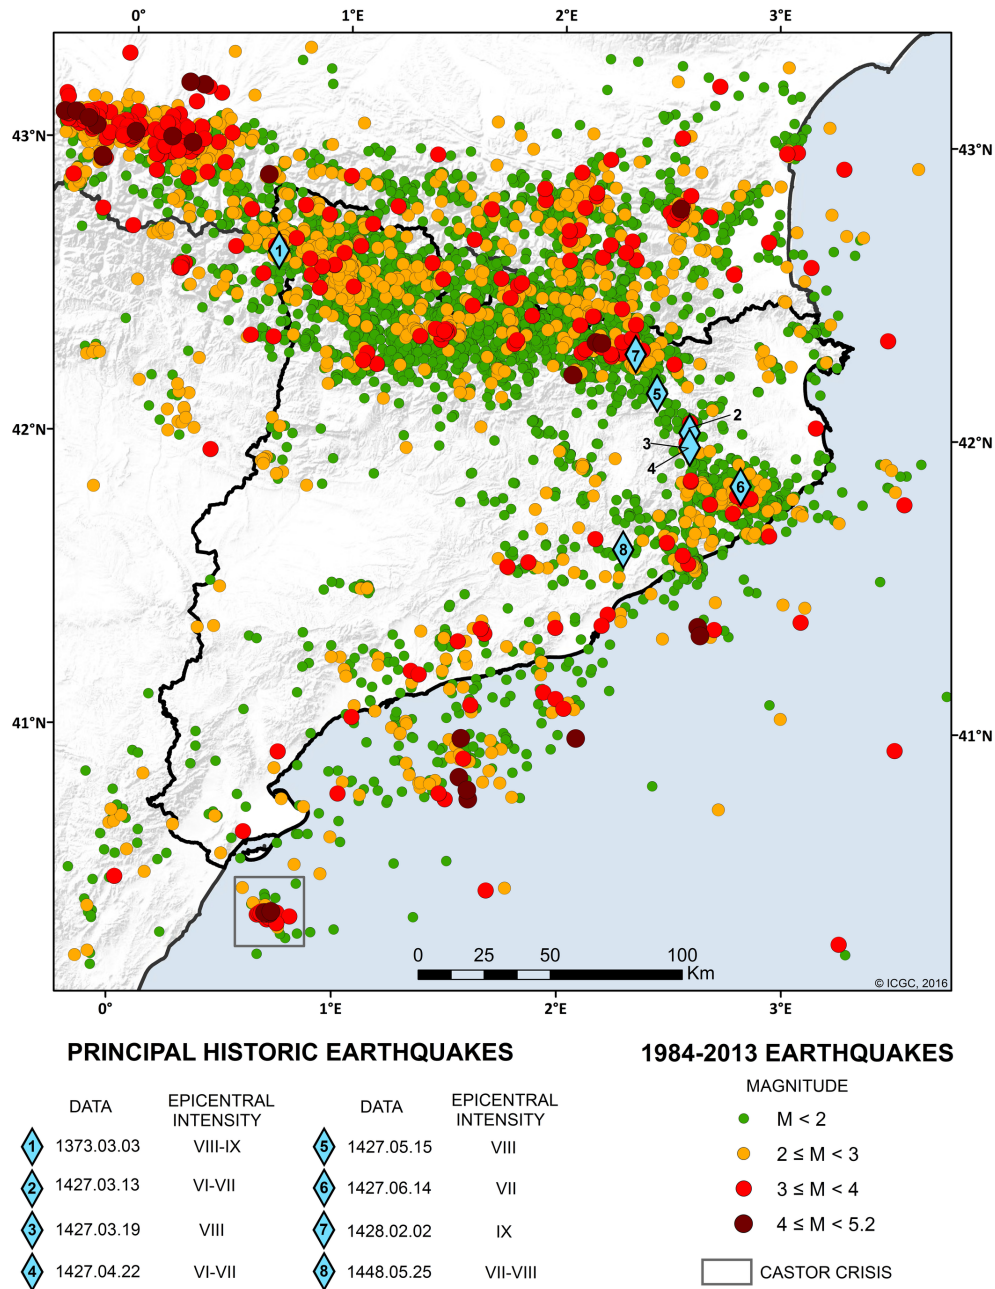 0° 1°E 2°E 3°E
43°N 43°N
1
7
5
2
42°N 42°N
3
4
6
8
41°N 41°N
0 25 50 100
Km
© ICGC, 2016
0° 1°E 2°E 3°E
PRINCIPAL HISTORIC EARTHQUAKES
DATA EPICENTRAL INTENSITY
1 1373.03.03 VIII-IX
2 1427.03.13 VI-VII
3 1427.03.19 VIII
4 1427.04.22 VI-VII
DATA EPICENTRAL INTENSITY
5 1427.05.15 VIII
6 1427.06.14 VII
7 1428.02.02 IX
8 1448.05.25 VII-VIII
1984-2013 EARTHQUAKES
MAGNITUDE
M < 2
2 ≤ M < 3
3 ≤ M < 4
4 ≤ M < 5.2
CASTOR CRISIS